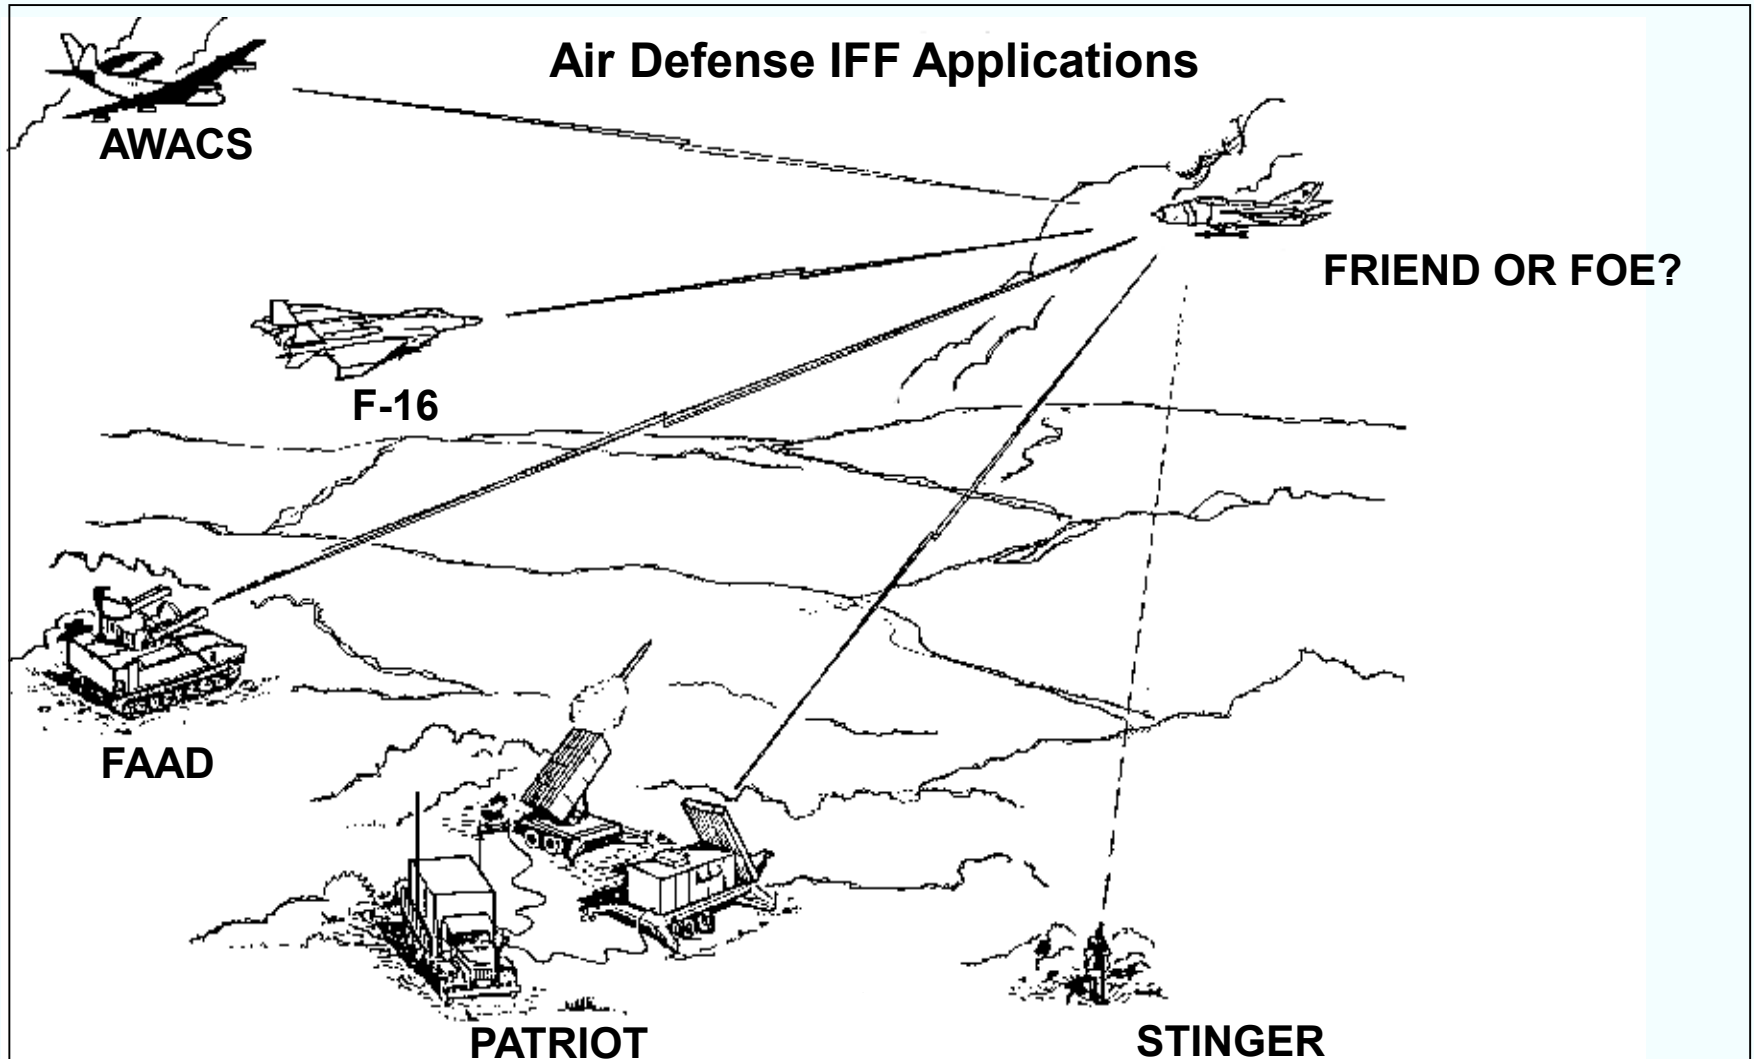 Air Defense IFF Applications
AWACS
FRIEND OR FOE?
F-16
FAAD
PATRIOT
STINGER